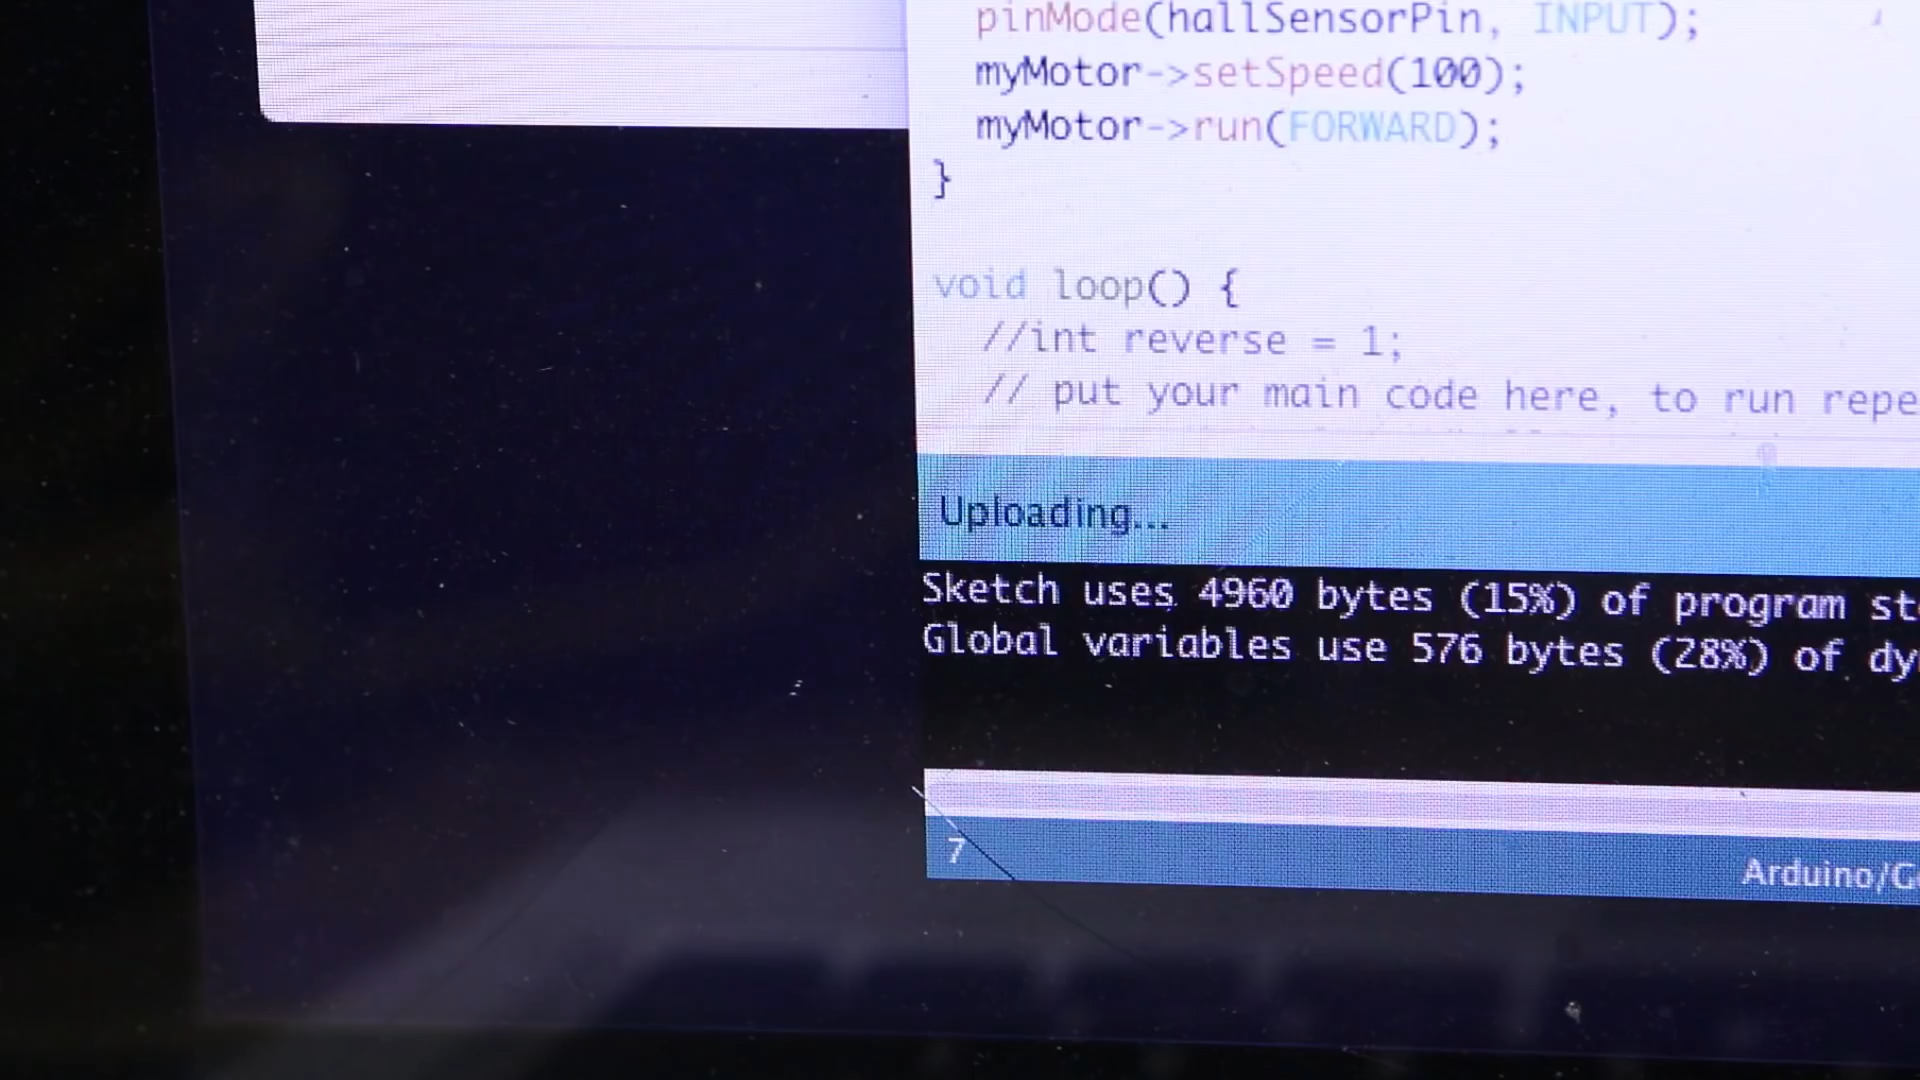 pinMode(hallSensorPin, INPUT);
myMotor->setSpeed(100);
myMotor->run(FORWARD);
}
void loop() {
//int reverse = 1;
// put your main code here, to run repe
Uploading...
Sketch uses 4960 bytes (15%) of program st
Global variables use 576 bytes (28%) of dy
7
Arduino/G